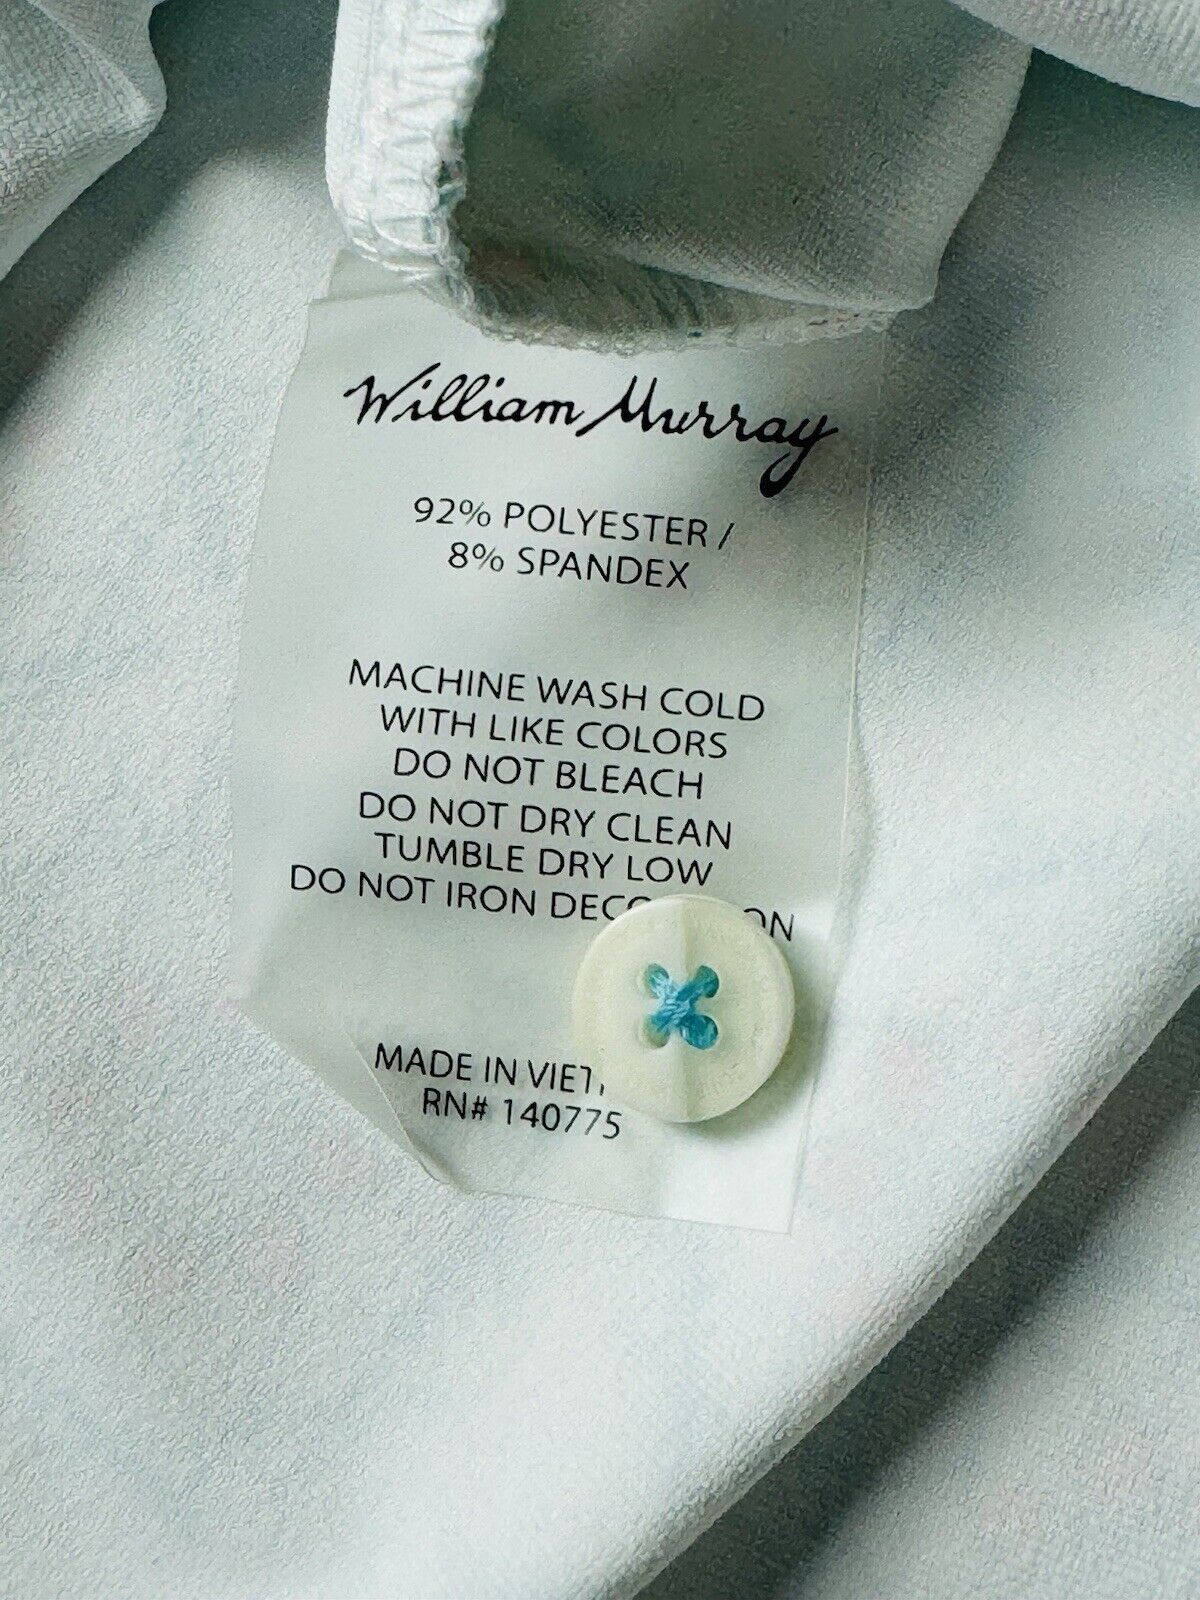 William Murray
92% POLYESTER /
8% SPANDEX
MACHINE WASH COLD
WITH LIKE COLORS
DO NOT BLEACH
DO NOT DRY CLEAN
TUMBLE DRY LOW
DO NOT IRON
MADE IN
RN# 140775